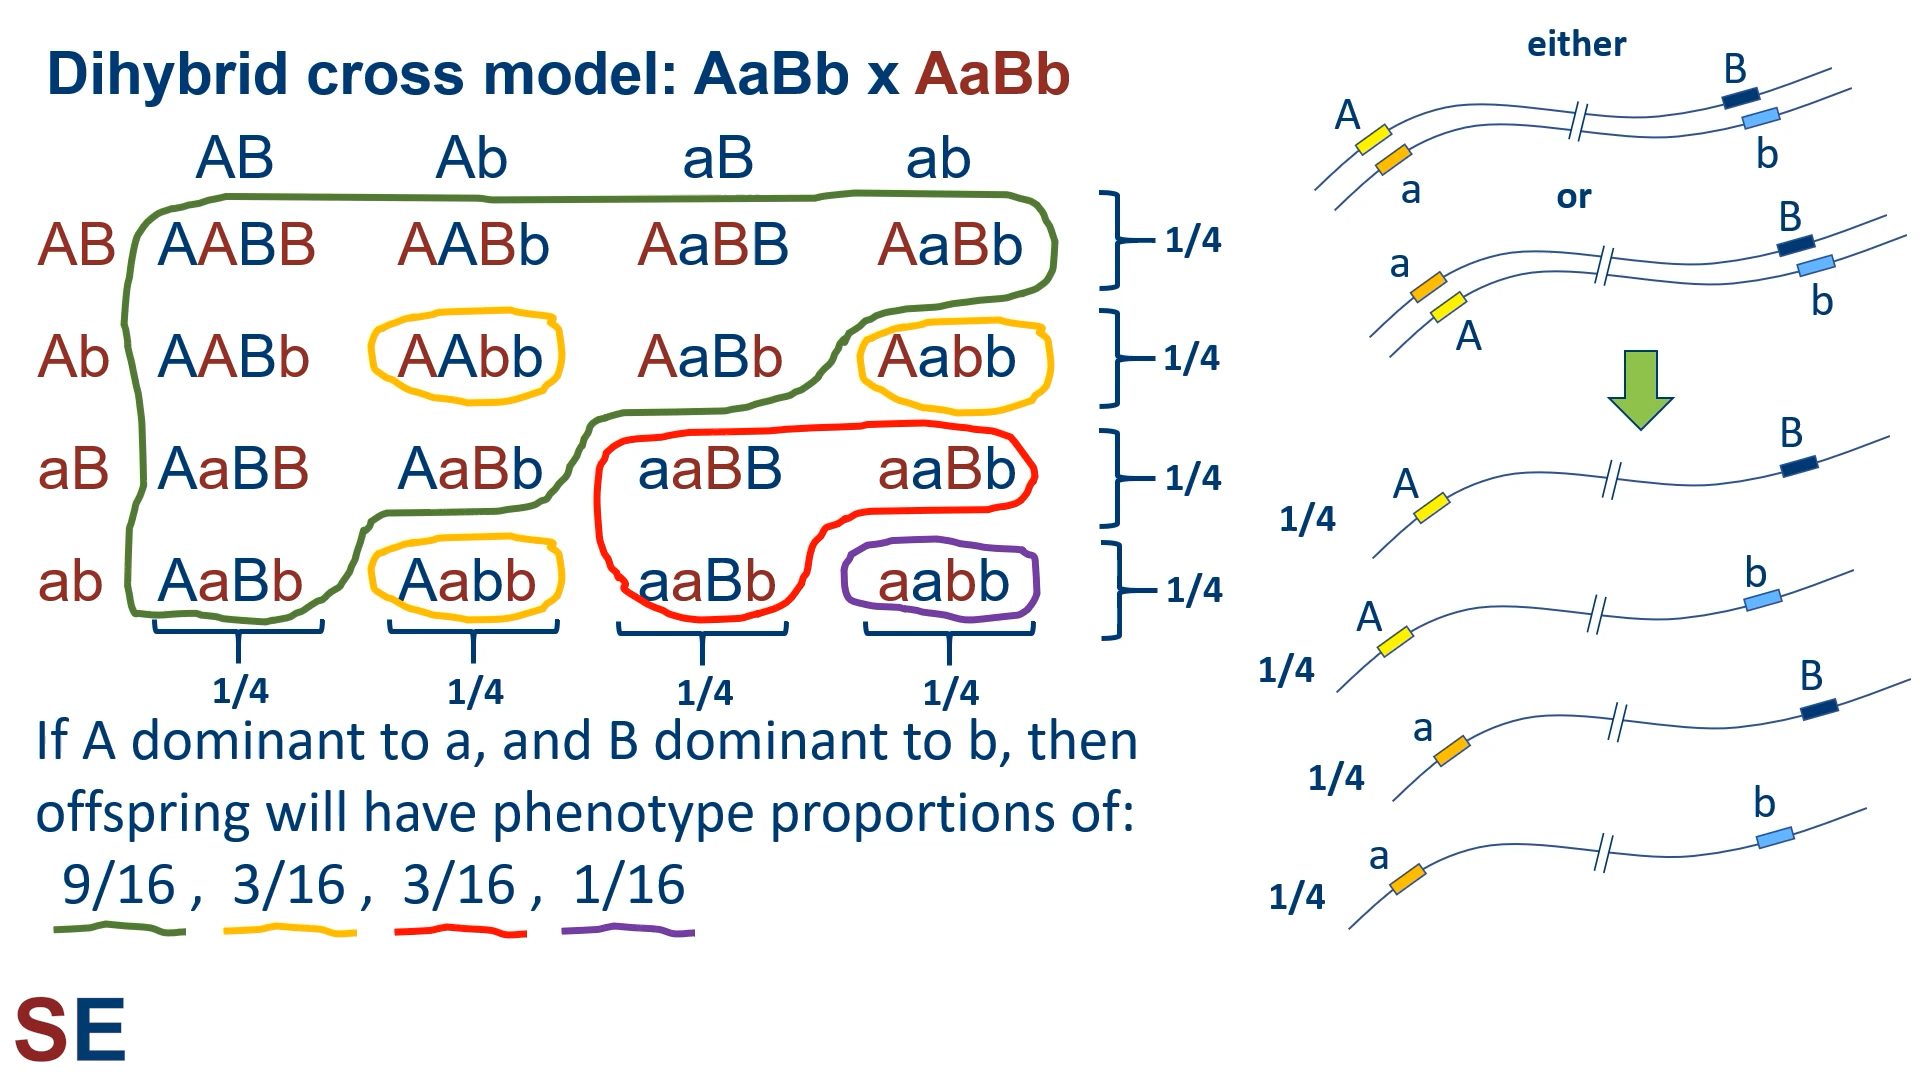 Dihybrid cross model: AaBb x AaBb
AB Ab aB ab
AB AABB AABb AaBB AaBb 1/4
Ab AABb AAbb AaBb Aabb 1/4
aB AaBB AaBb aaBB aaBb 1/4
ab AaBb Aabb aaBb aabb 1/4
1/4 1/4 1/4 1/4
If A dominant to a, and B dominant to b, then
offspring will have phenotype proportions of:
9/16 , 3/16 , 3/16 , 1/16
SE
either
A B
a b
or
a B
A b
A B
1/4
A b
1/4
a B
1/4
a b
1/4